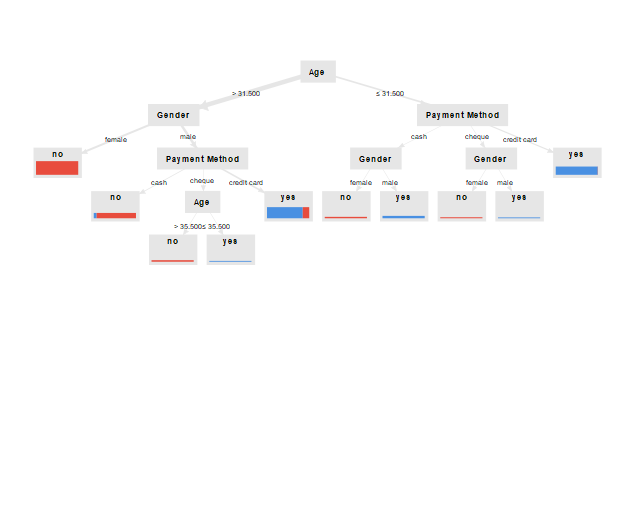 Age
> 31.500
≤ 31.500
Gender
Payment Method
female
male
cash
cheque
credit card
no
Payment Method
Gender
Gender
yes
cash
cheque
credit card
female
male
female
male
no
Age
yes
no
yes
no
yes
> 35.500
≤ 35.500
no
yes